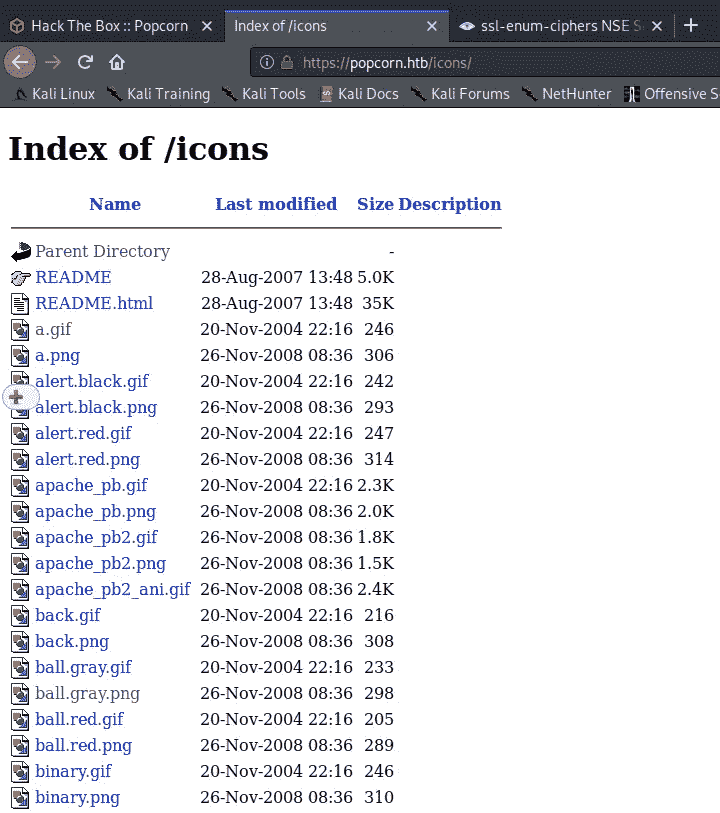 Hack The Box :: Popcorn
Index of /icons
ssl-enum-ciphers NSE S
https://popcorn.htb/icons/
Kali Linux Kali Training Kali Tools Kali Docs Kali Forums NetHunter Offensive S
Index of /icons
Name Last modified Size Description
Parent Directory -
README 28-Aug-2007 13:48 5.0K
README.html 28-Aug-2007 13:48 35K
a.gif 20-Nov-2004 22:16 246
a.png 26-Nov-2008 08:36 306
alert.black.gif 20-Nov-2004 22:16 242
alert.black.png 26-Nov-2008 08:36 293
alert.red.gif 20-Nov-2004 22:16 247
alert.red.png 26-Nov-2008 08:36 314
apache_pb.gif 20-Nov-2004 22:16 2.3K
apache_pb.png 26-Nov-2008 08:36 2.0K
apache_pb2.gif 26-Nov-2008 08:36 1.8K
apache_pb2.png 26-Nov-2008 08:36 1.5K
apache_pb2_ani.gif 26-Nov-2008 08:36 2.4K
back.gif 20-Nov-2004 22:16 216
back.png 26-Nov-2008 08:36 308
ball.gray.gif 20-Nov-2004 22:16 233
ball.gray.png 26-Nov-2008 08:36 298
ball.red.gif 20-Nov-2004 22:16 205
ball.red.png 26-Nov-2008 08:36 289
binary.gif 20-Nov-2004 22:16 246
binary.png 26-Nov-2008 08:36 310